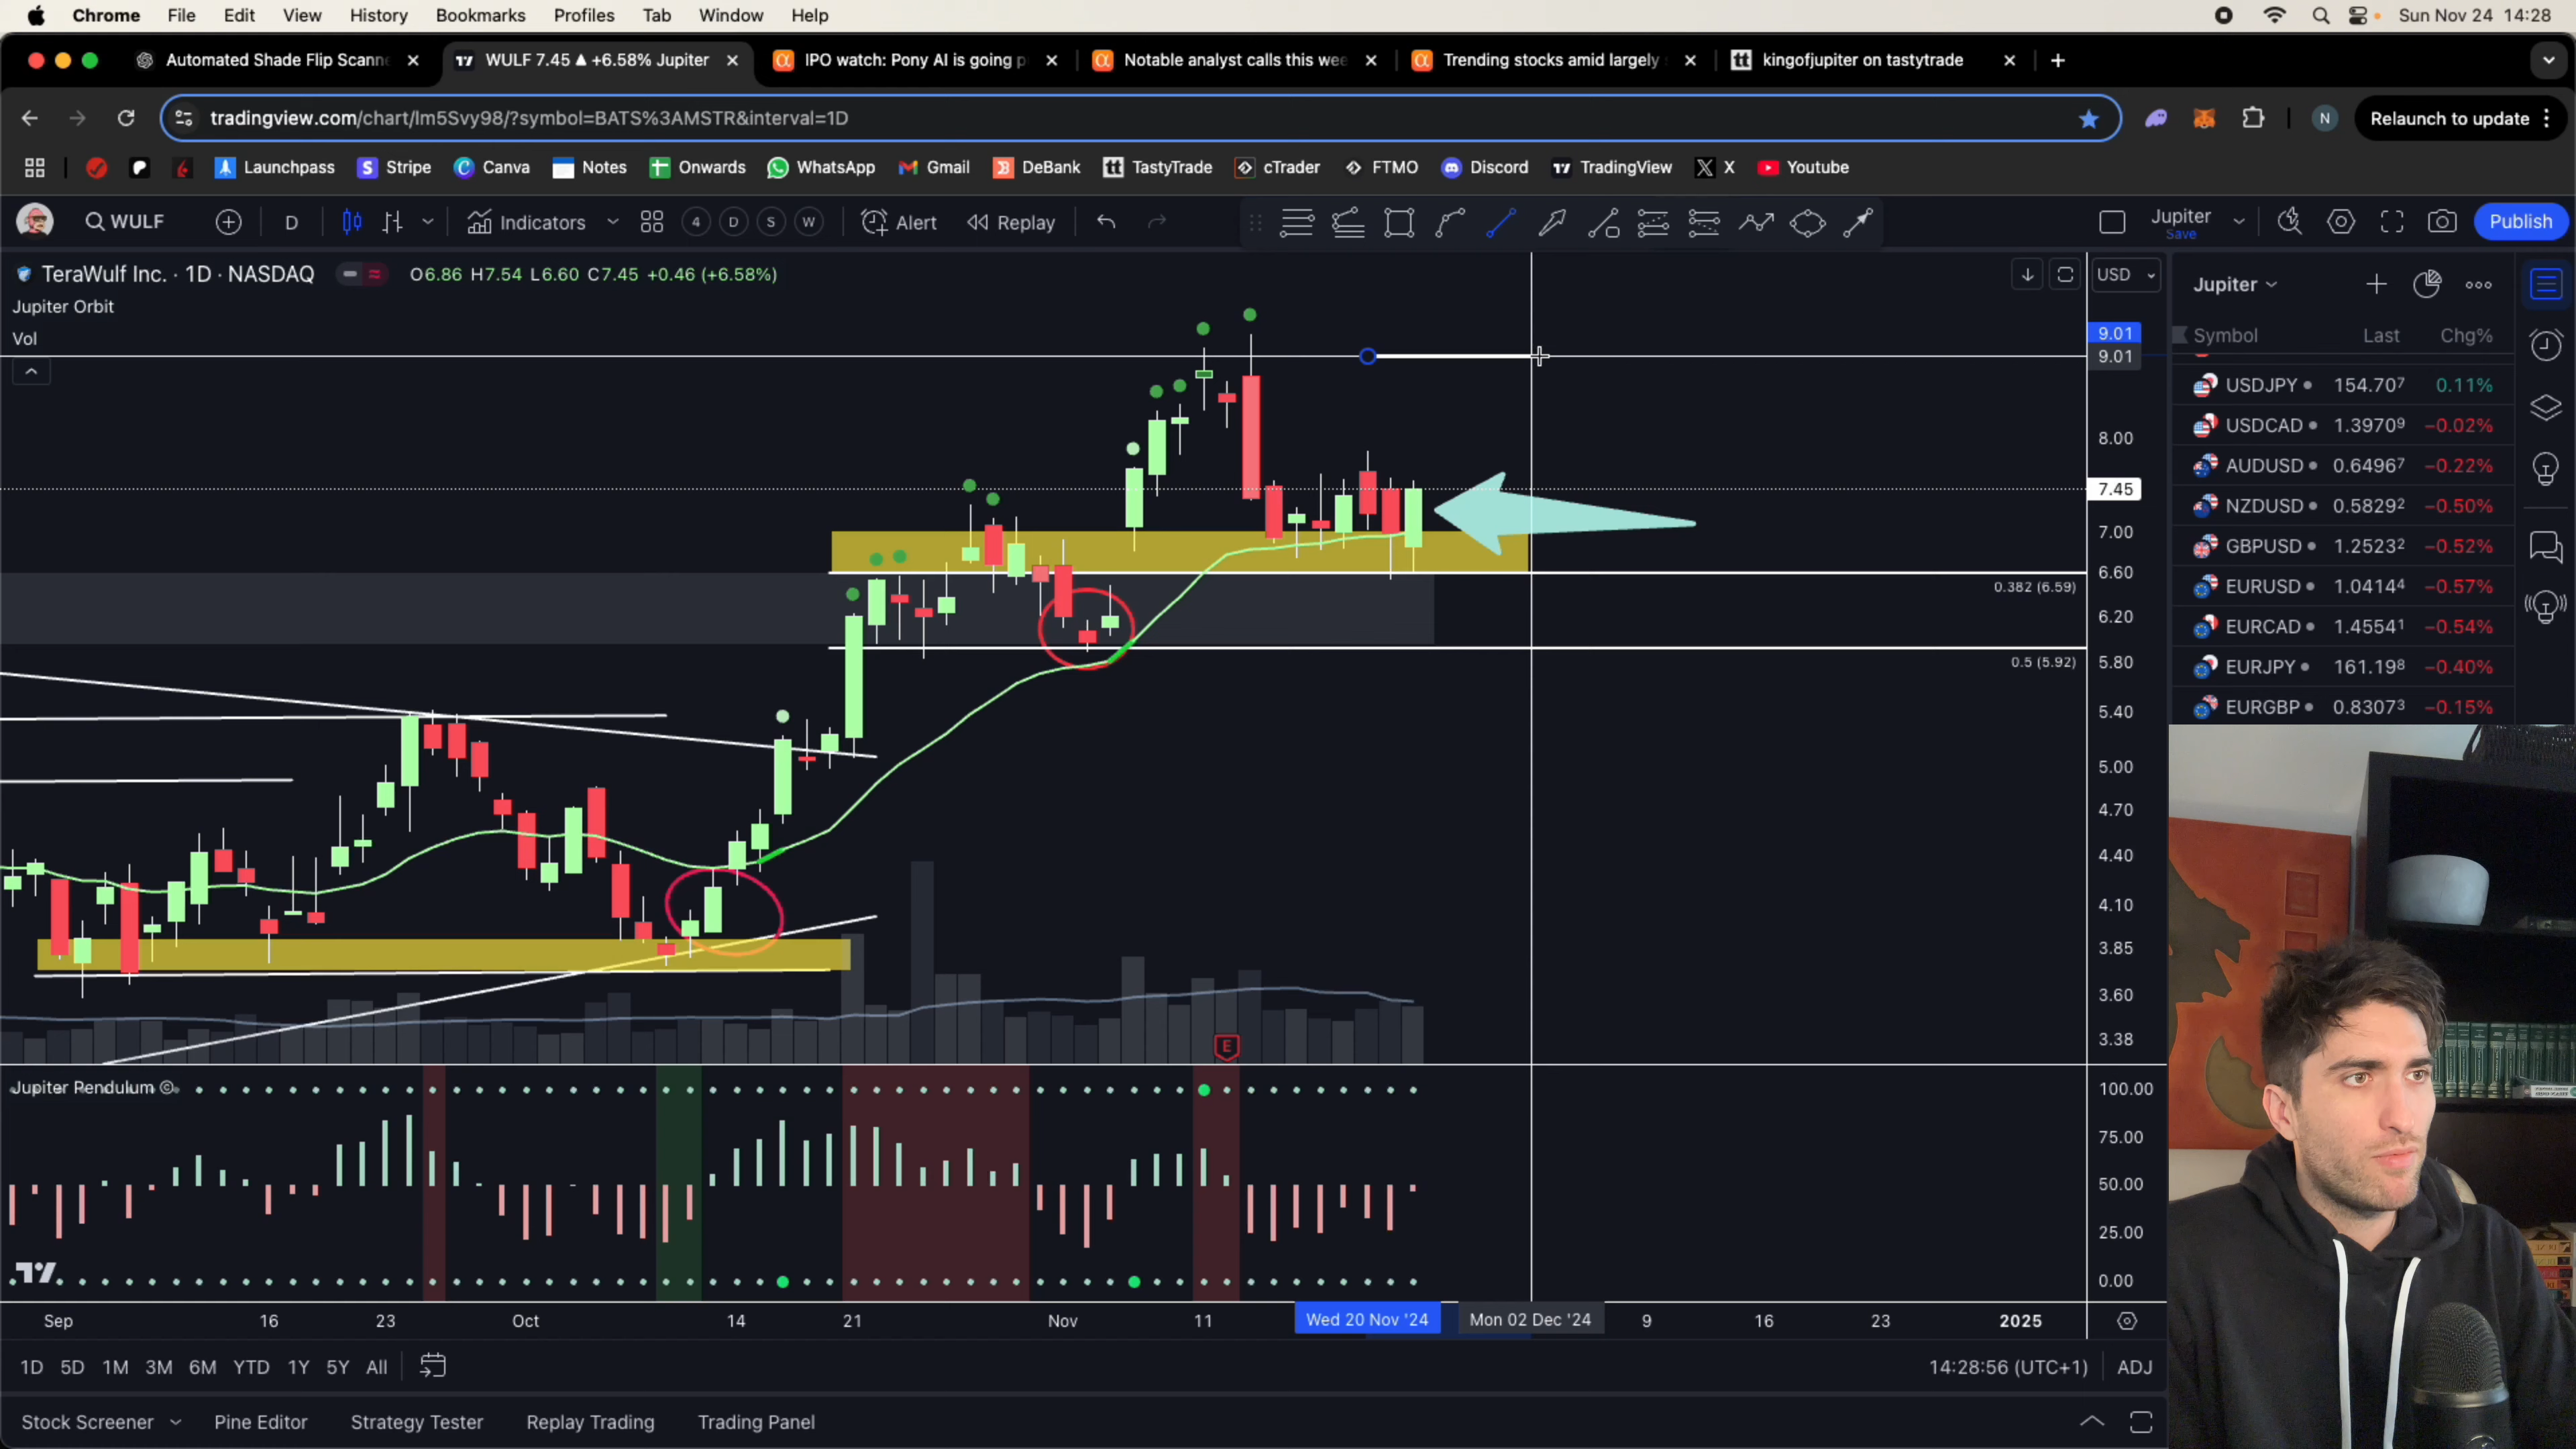 Chrome File Edit View History Bookmarks Profiles Tab Window Help Sun Nov 24 14:28
Automated Shade Flip Scann WULF 7.45 ▲ +6.58% Jupiter IPO watch: Pony AI is going p Notable analyst calls this wee Trending stocks amid largely kingofjupiter on tastytrade
tradingview.com/chart/lm5Svy98/?symbol=BATS%3AMSTR&interval=1D N Relaunch to update
Launchpass Stripe Canva Notes Onwards WhatsApp Gmail DeBank TastyTrade cTrader FTMO Discord TradingView X Youtube
WULF D Indicators 4 D S W Alert Replay Jupiter Save Publish
TeraWulf Inc. · 1D · NASDAQ O6.86 H7.54 L6.60 C7.45 +0.46 (+6.58%) USD
Jupiter Orbit
Vol
9.01
9.01
8.00
7.45
7.00
6.60
0.382 (6.59)
6.20
5.80
0.5 (5.92)
5.40
5.00
4.70
4.40
4.10
3.85
3.60
3.38
E
Jupiter Pendulum ©
100.00
75.00
50.00
25.00
0.00
Sep 16 23 Oct 14 21 Nov 11 Wed 20 Nov '24 Mon 02 Dec '24 9 16 23 2025
1D 5D 1M 3M 6M YTD 1Y 5Y All 14:28:56 (UTC+1) ADJ
Stock Screener Pine Editor Strategy Tester Replay Trading Trading Panel
Jupiter
Symbol Last Chg%
USDJPY 154.707 0.11%
USDCAD 1.39709 −0.02%
AUDUSD 0.64967 −0.22%
NZDUSD 0.58292 −0.50%
GBPUSD 1.25232 −0.52%
EURUSD 1.04144 −0.57%
EURCAD 1.45541 −0.54%
EURJPY 161.198 −0.40%
EURGBP 0.83073 −0.15%